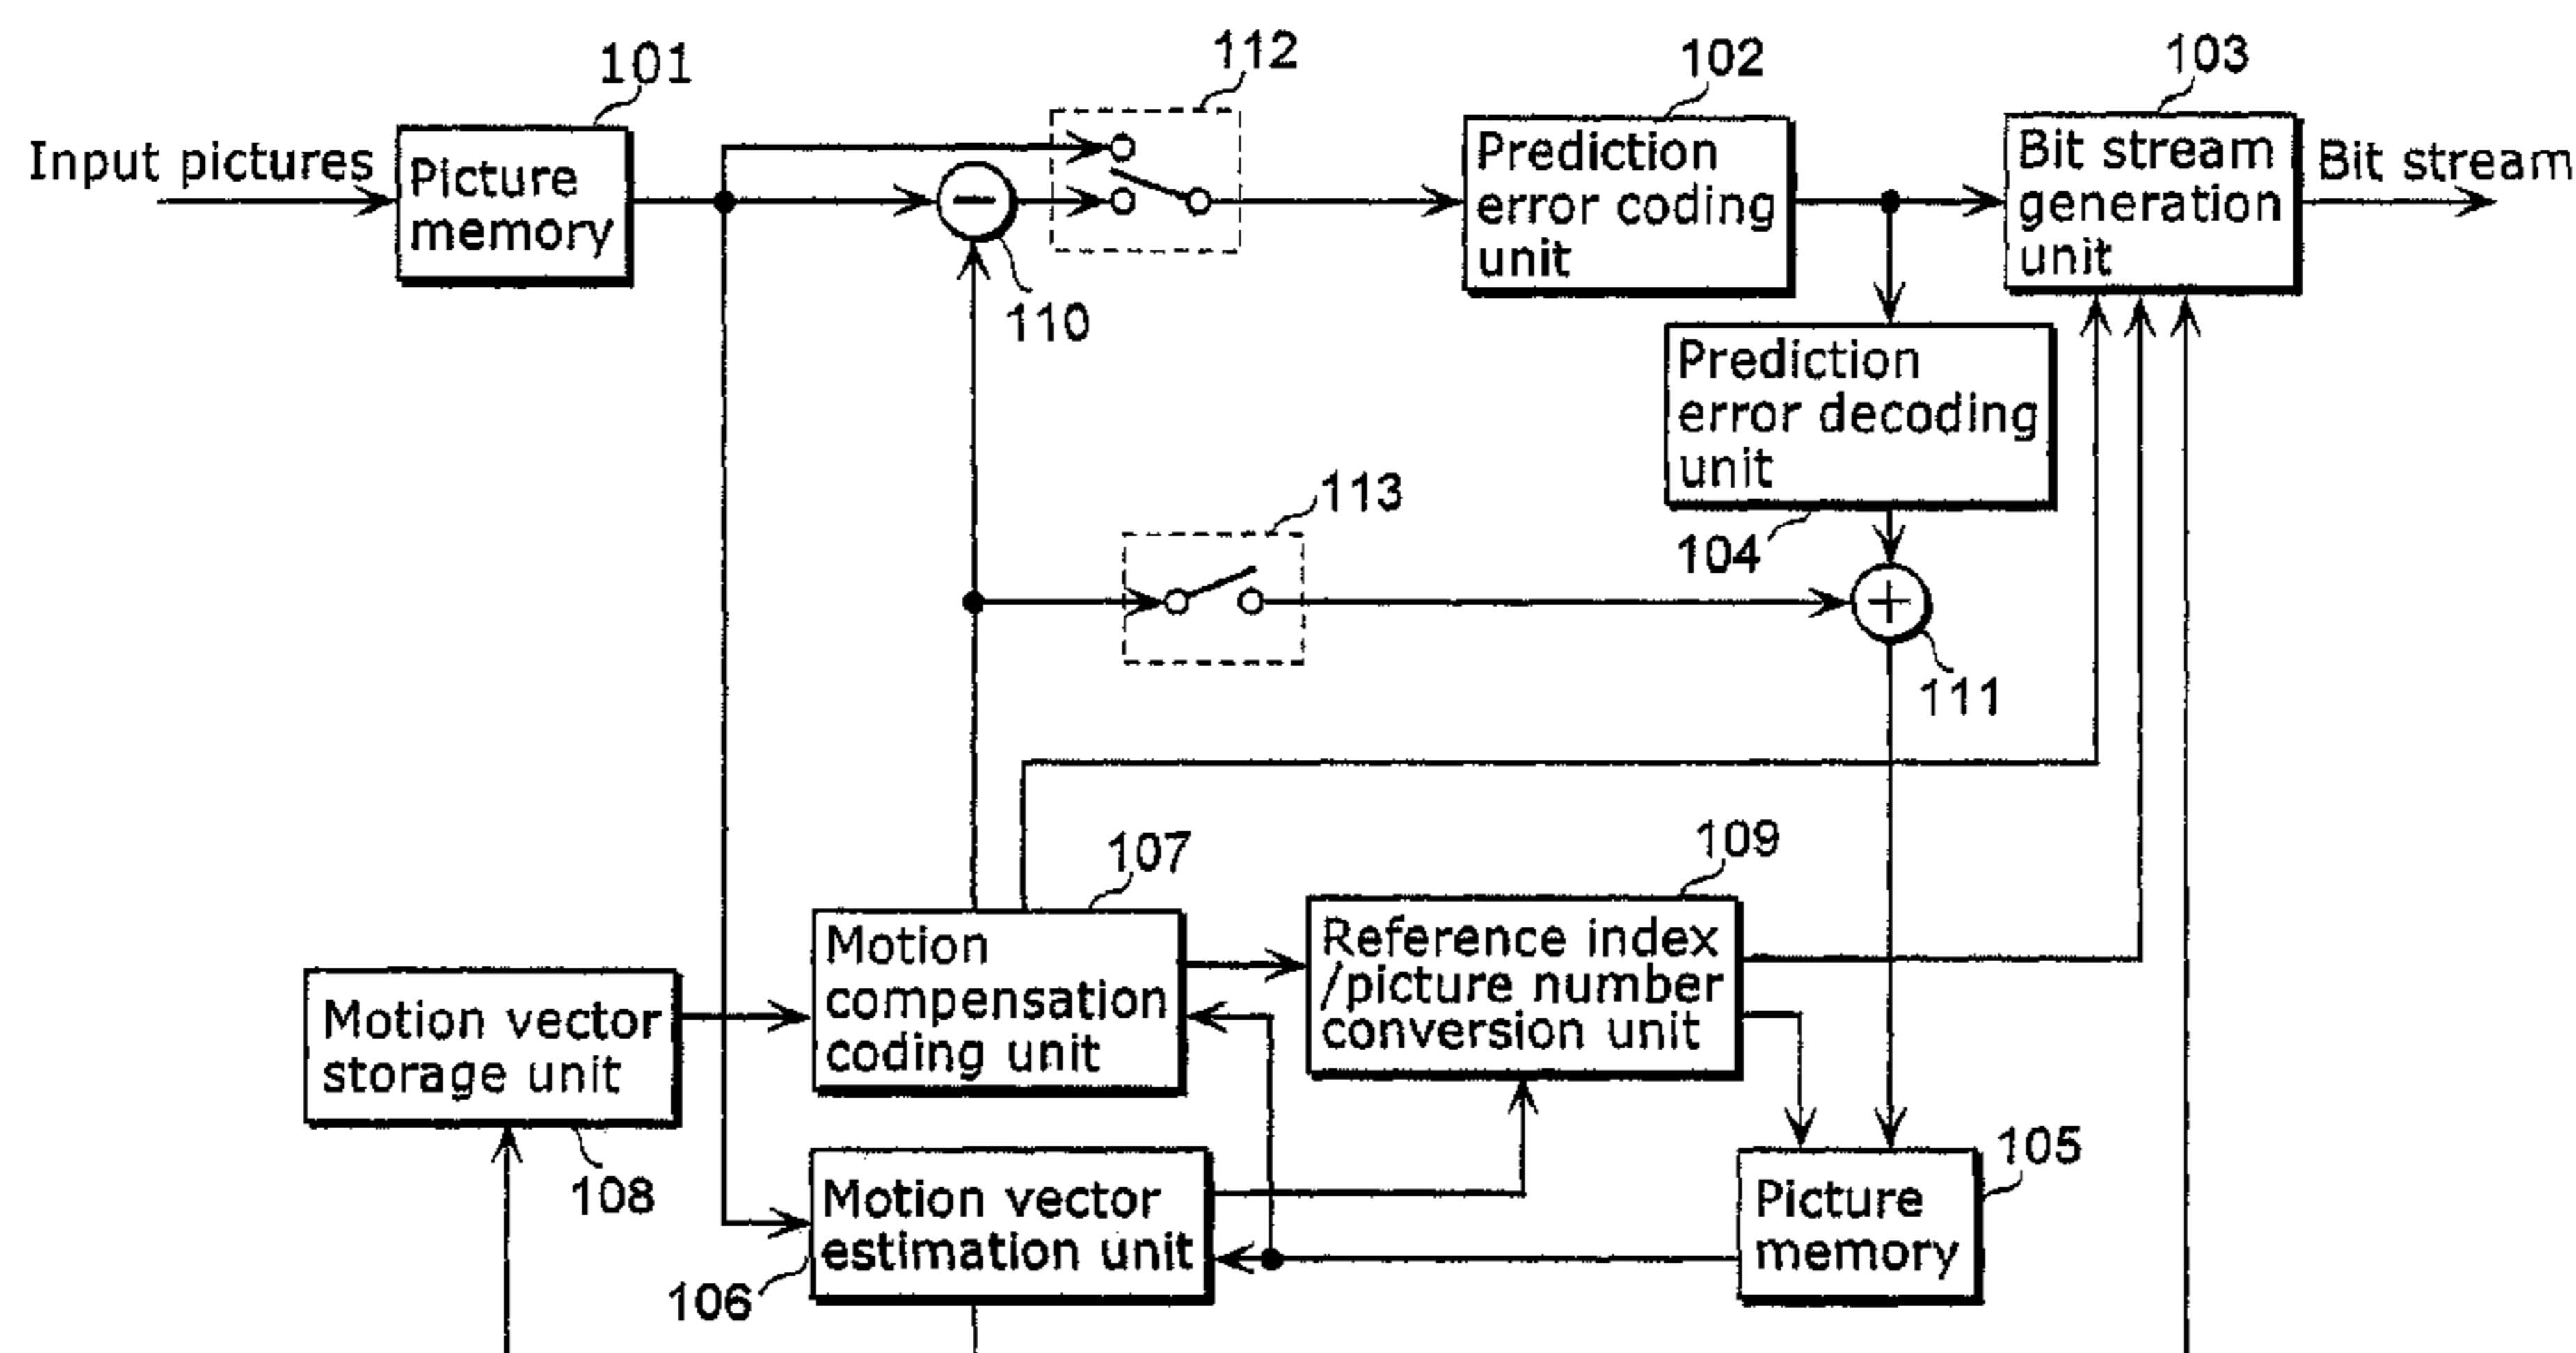 101
112
102
103
Input pictures
Picture
memory
−
Prediction
error coding
unit
Bit stream
generation
unit
Bit stream
110
Prediction
error decoding
unit
104
113
+
111
107
109
Motion
compensation
coding unit
Reference index
/picture number
conversion unit
Motion vector
storage unit
108
Motion vector
estimation unit
106
Picture
memory
105